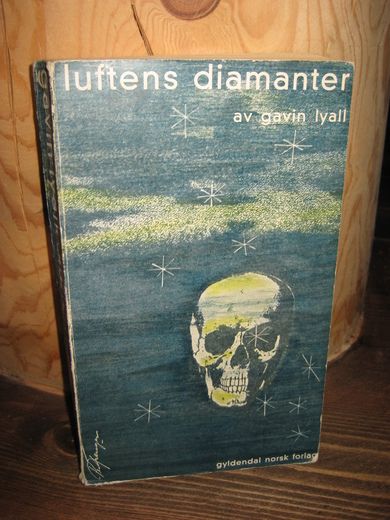 luftens diamanter
av gavin lyall
gyldendal norsk forlag